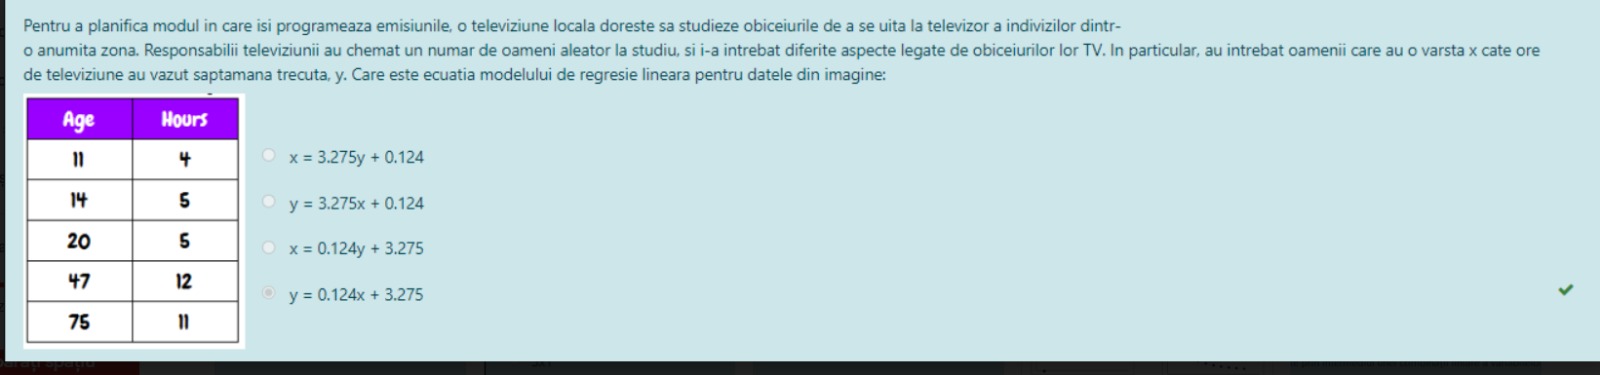 Pentru a planifica modul in care isi programeaza emisiunile, o televiziune locala doreste sa studieze obiceiurile de a se uita la televizor a indivizilor dintr-
o anumita zona. Responsabilii televiziunii au chemat un numar de oameni aleator la studiu, si i-a intrebat diferite aspecte legate de obiceiurilor lor TV. In particular, au intrebat oamenii care au o varsta x cate ore
de televiziune au vazut saptamana trecuta, y. Care este ecuatia modelului de regresie lineara pentru datele din imagine:
Age Hours
11 4
14 5
20 5
47 12
75 11
x = 3.275y + 0.124
y = 3.275x + 0.124
x = 0.124y + 3.275
y = 0.124x + 3.275